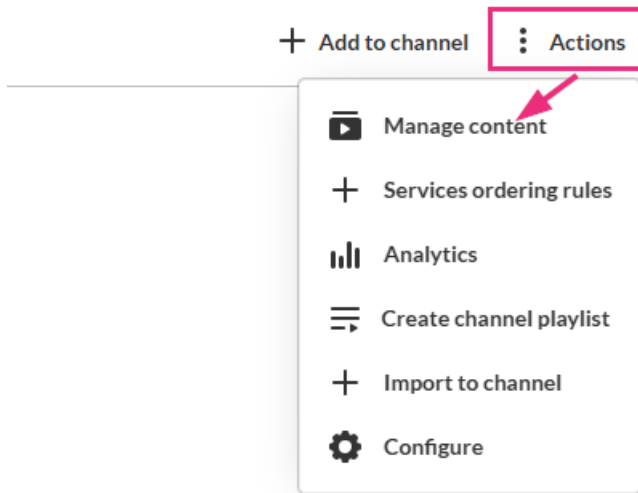 Add to channel Actions
Manage content
Services ordering rules
Analytics
Create channel playlist
Import to channel
Configure